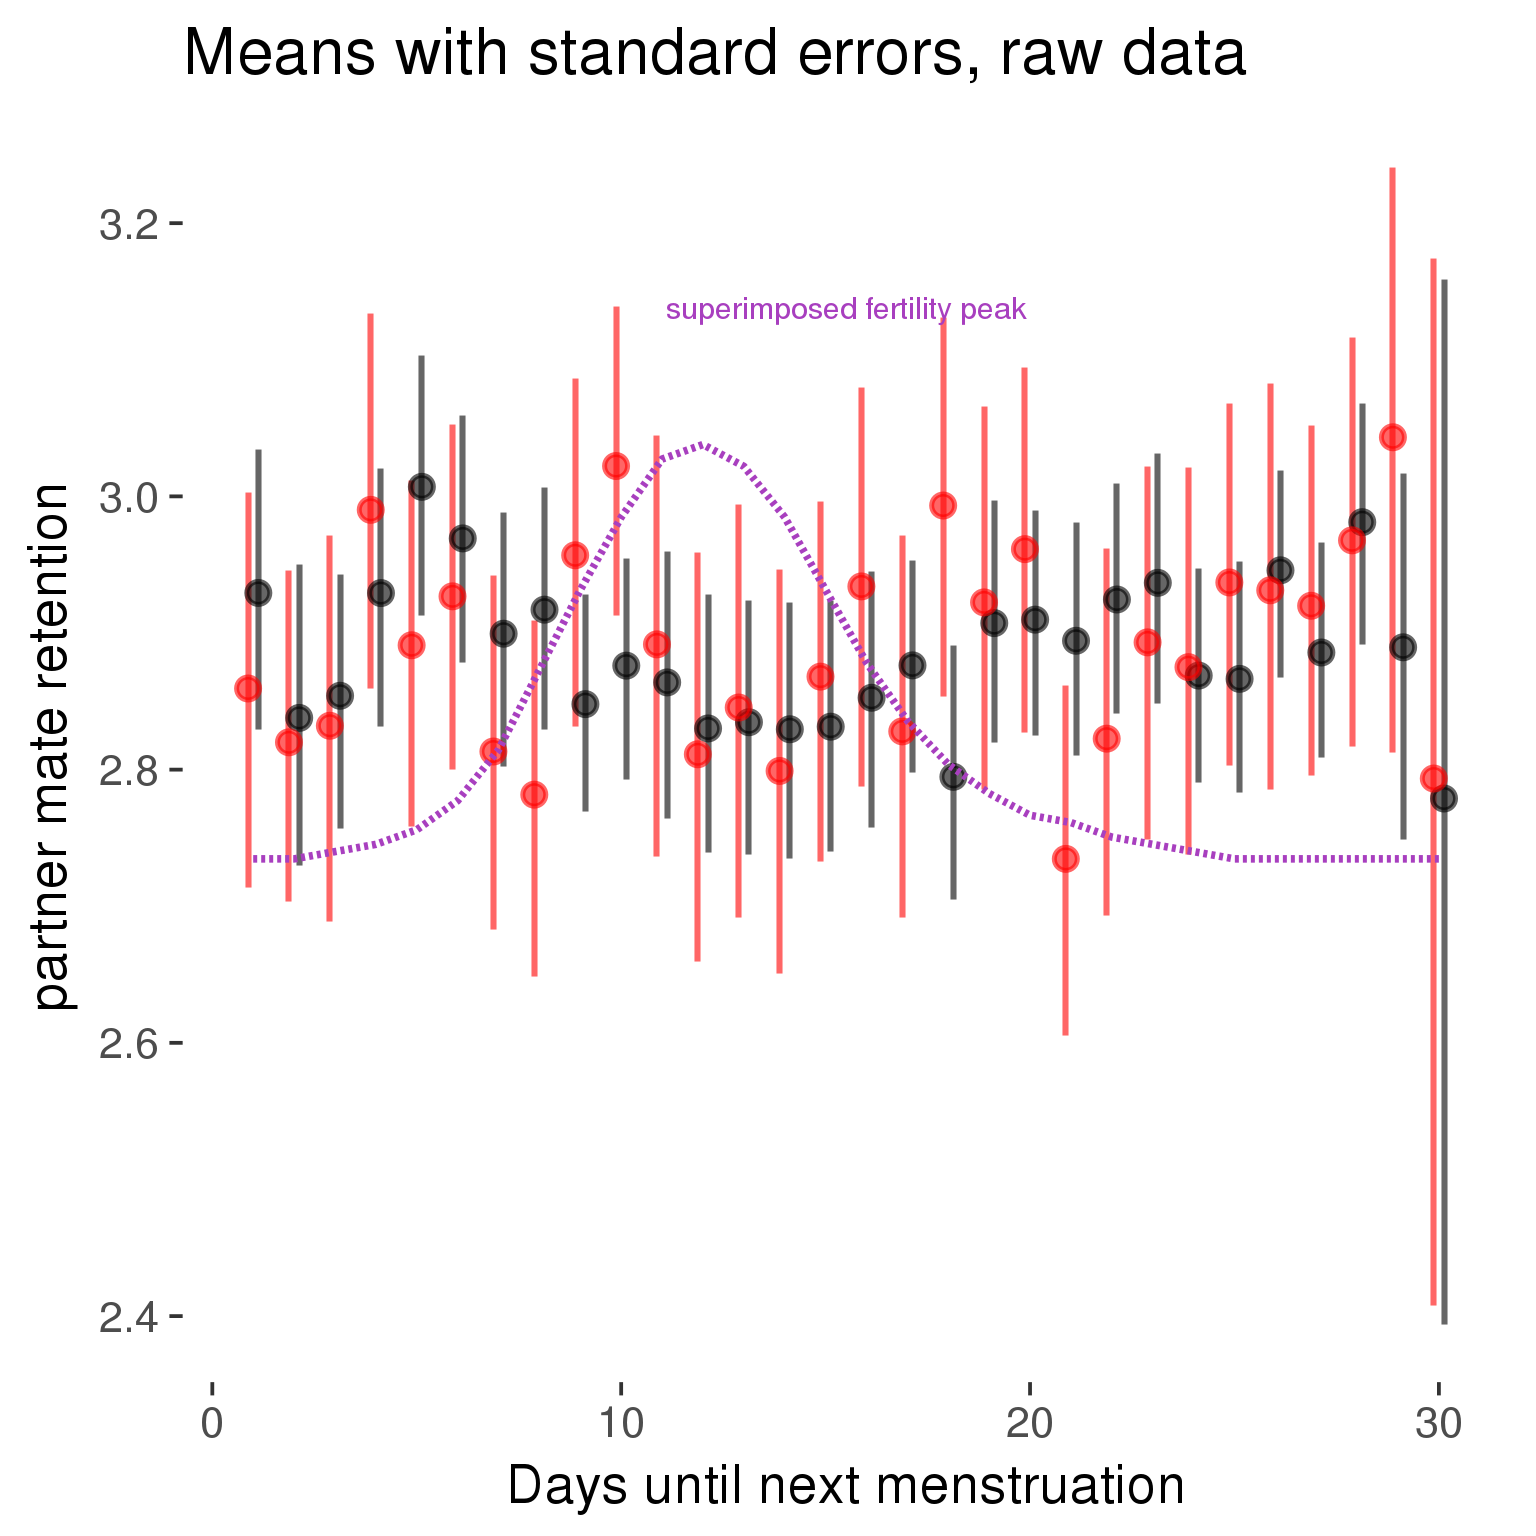 Means with standard errors, raw data
partner mate retention
3.2
3.0
2.8
2.6
2.4
superimposed fertility peak
0
10
20
30
Days until next menstruation